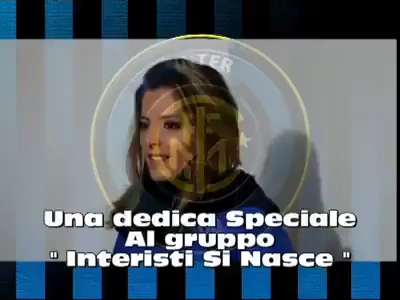 INTER
Una dedica Speciale
Al gruppo
" Interisti Si Nasce "